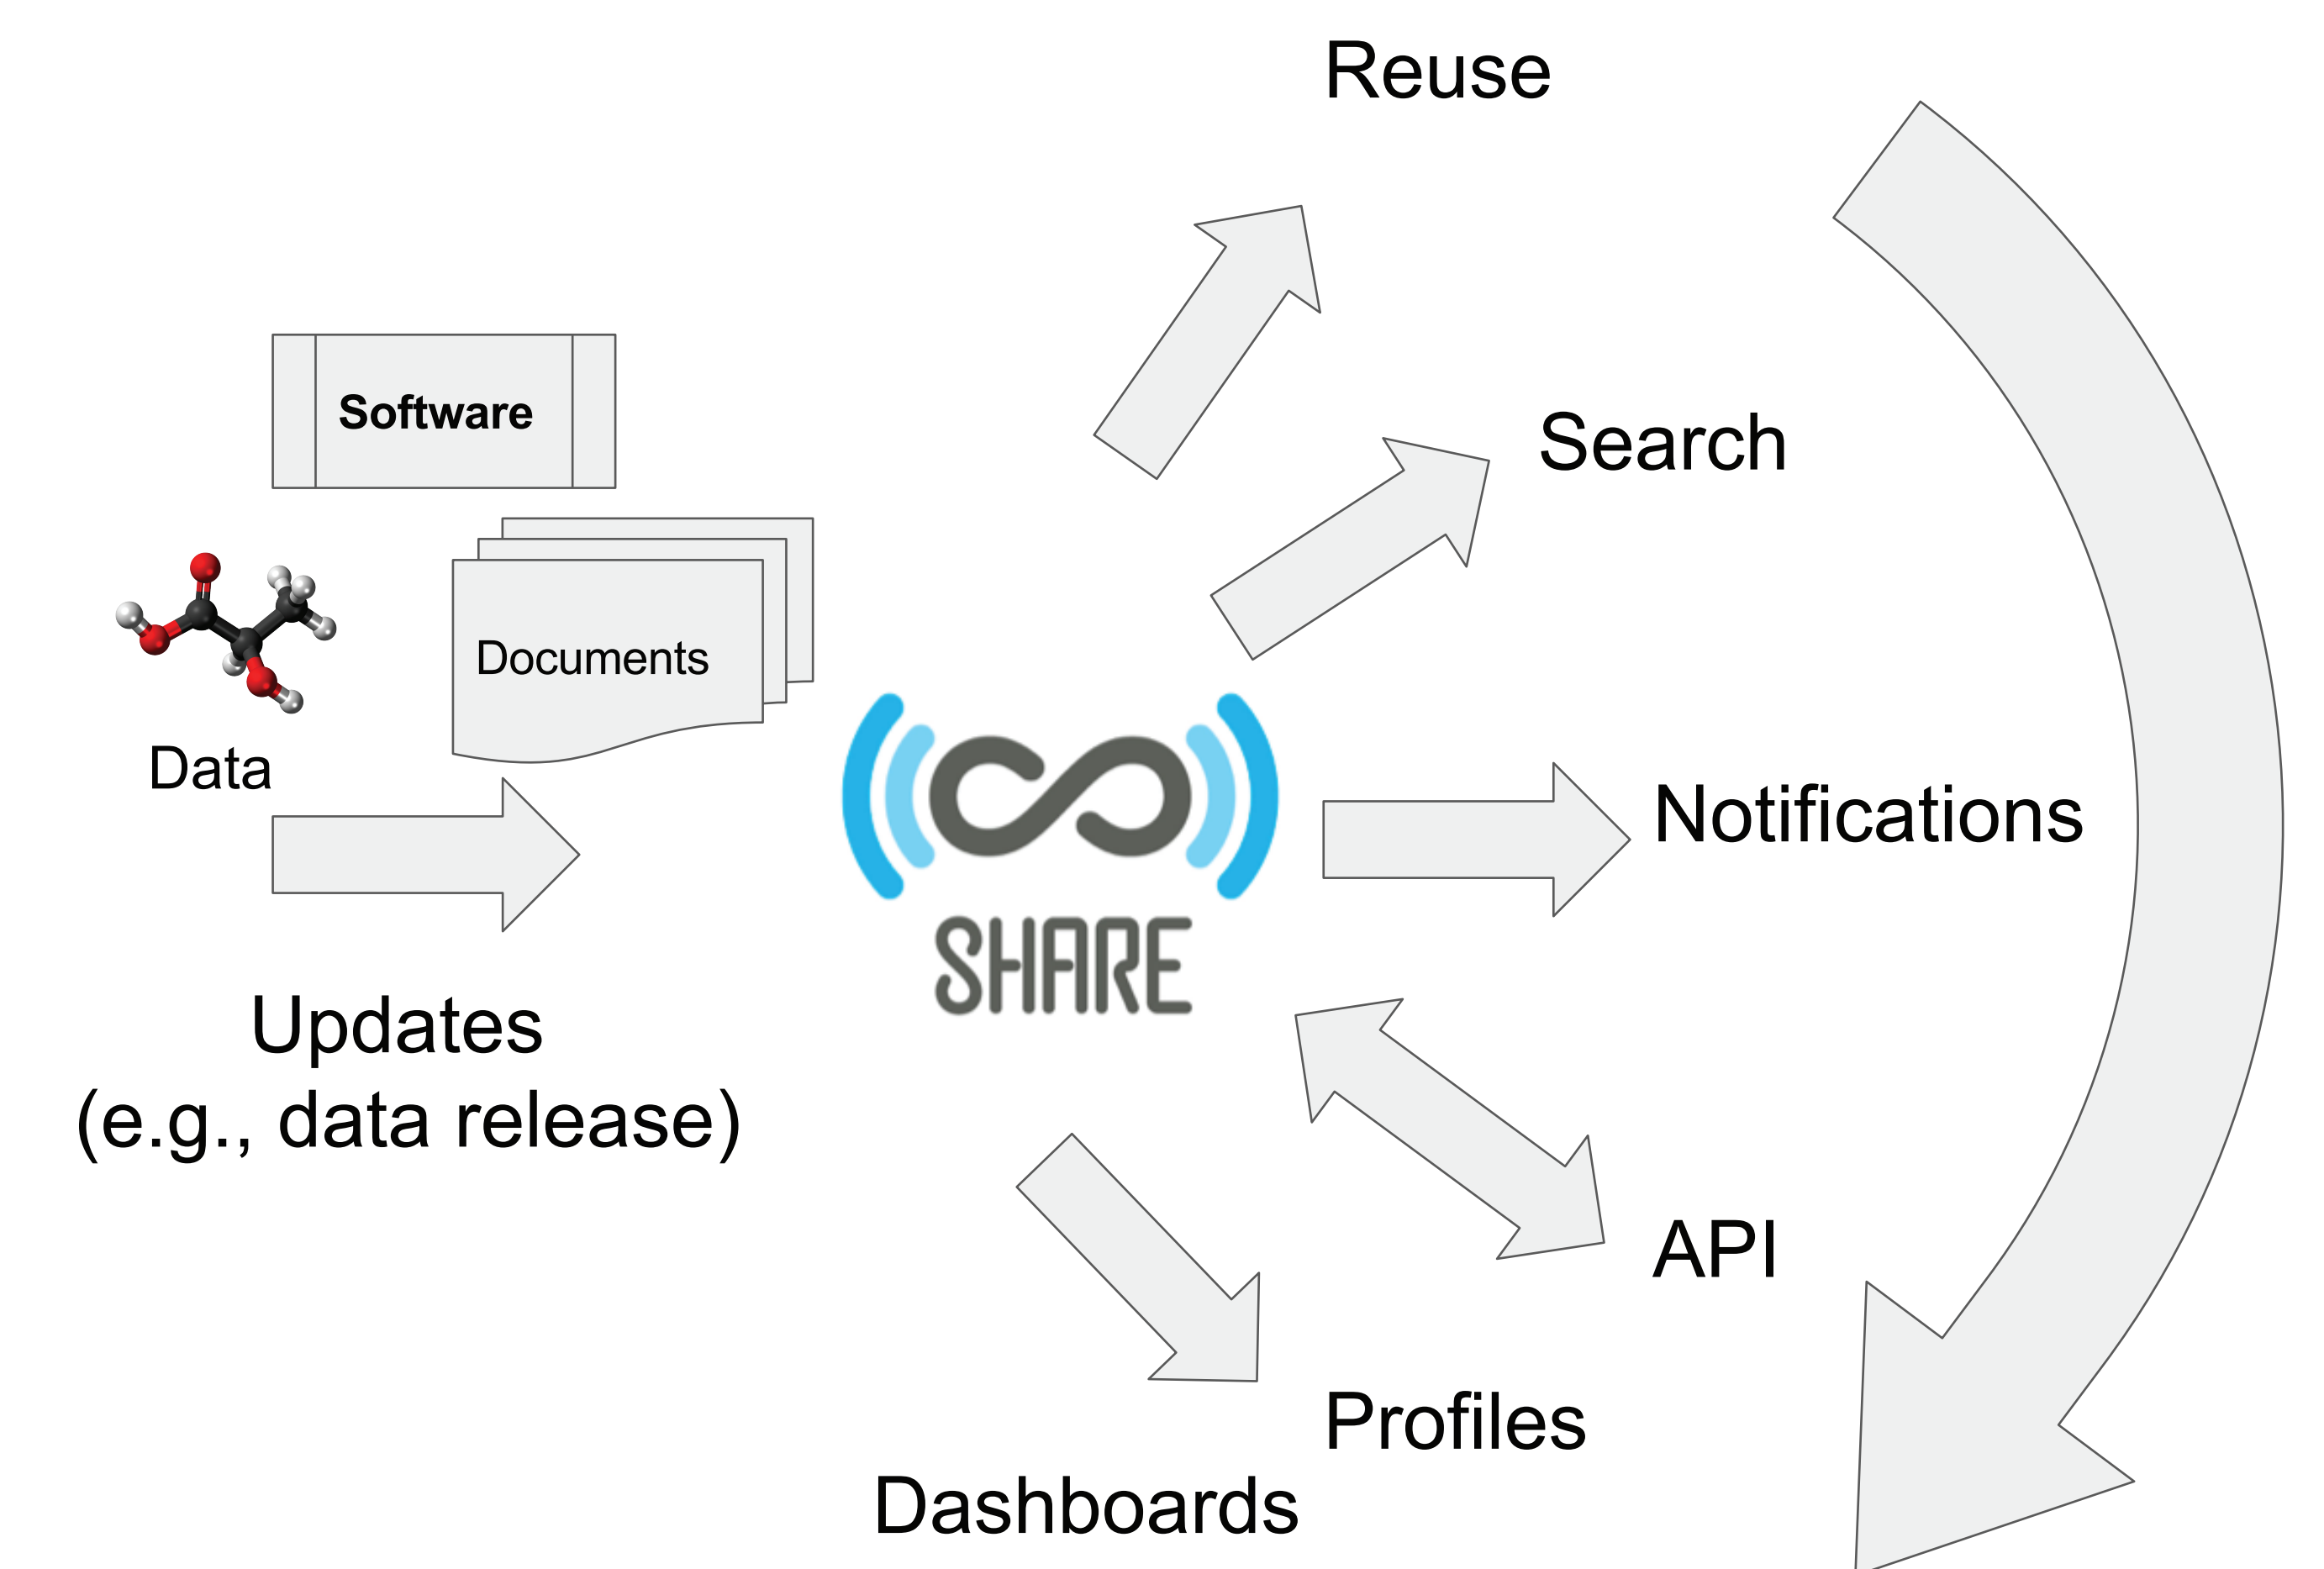 Reuse
Search
Software
Documents
Data
Notifications
SHARE
Updates
(e.g., data release)
API
Profiles
Dashboards